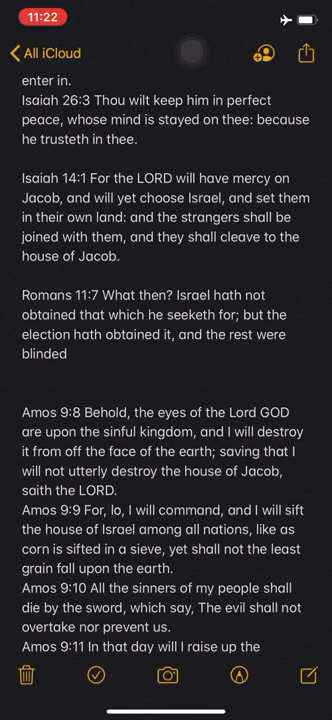 11:22
All iCloud
enter in.
Isaiah 26:3 Thou wilt keep him in perfect
peace, whose mind is stayed on thee: because
he trusteth in thee.
Isaiah 14:1 For the LORD will have mercy on
Jacob, and will yet choose Israel, and set them
in their own land: and the strangers shall be
joined with them, and they shall cleave to the
house of Jacob.
Romans 11:7 What then? Israel hath not
obtained that which he seeketh for; but the
election hath obtained it, and the rest were
blinded
Amos 9:8 Behold, the eyes of the Lord GOD
are upon the sinful kingdom, and I will destroy
it from off the face of the earth; saving that I
will not utterly destroy the house of Jacob,
saith the LORD.
Amos 9:9 For, lo, I will command, and I will sift
the house of Israel among all nations, like as
corn is sifted in a sieve, yet shall not the least
grain fall upon the earth.
Amos 9:10 All the sinners of my people shall
die by the sword, which say, The evil shall not
overtake nor prevent us.
Amos 9:11 In that day will I raise up the